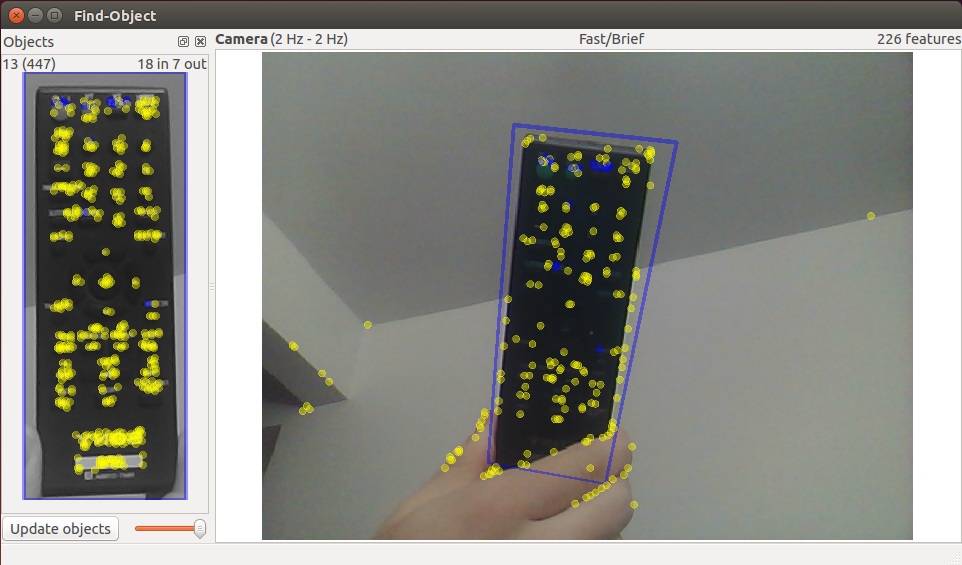 Find-Object
Objects
Camera (2 Hz - 2 Hz) Fast/Brief 226 features
13 (447) 18 in 7 out
Update objects